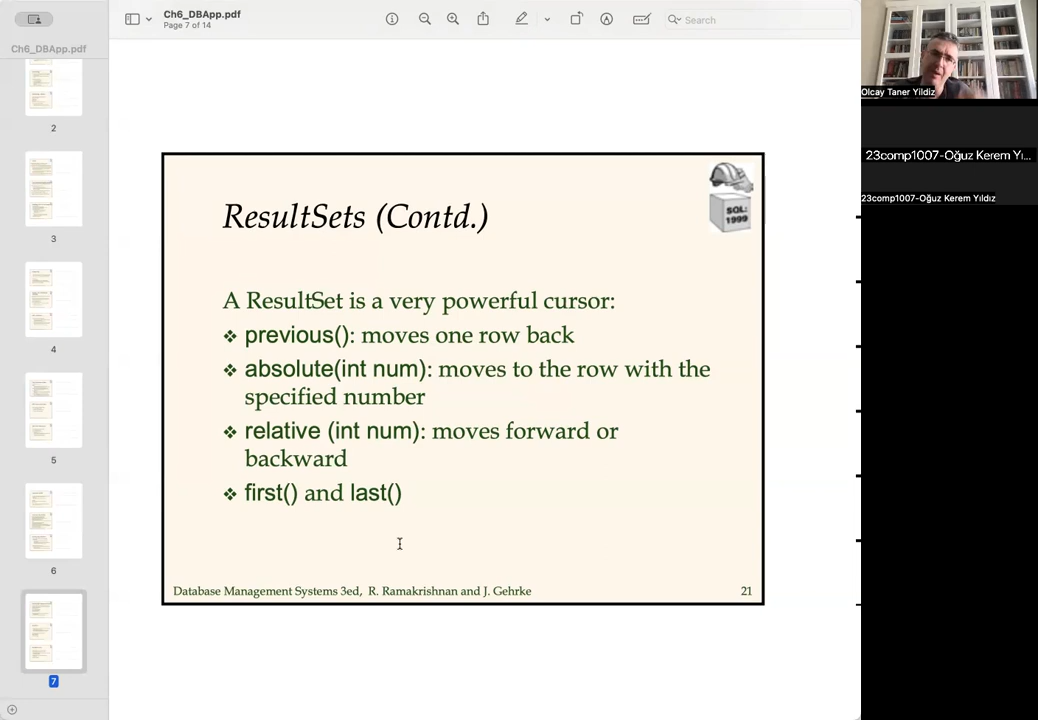 Ch6_DBApp.pdf
Page 7 of 14
Search
Ch6_DBApp.pdf
2
3
4
5
6
7
ResultSets (Contd.)
SQL:
1999
A ResultSet is a very powerful cursor:
❖ previous(): moves one row back
❖ absolute(int num): moves to the row with the
specified number
❖ relative (int num): moves forward or
backward
❖ first() and last()
Database Management Systems 3ed, R. Ramakrishnan and J. Gehrke
21
Olcay Taner Yildiz
23comp1007-Oğuz Kerem Yı...
23comp1007-Oğuz Kerem Yıldız